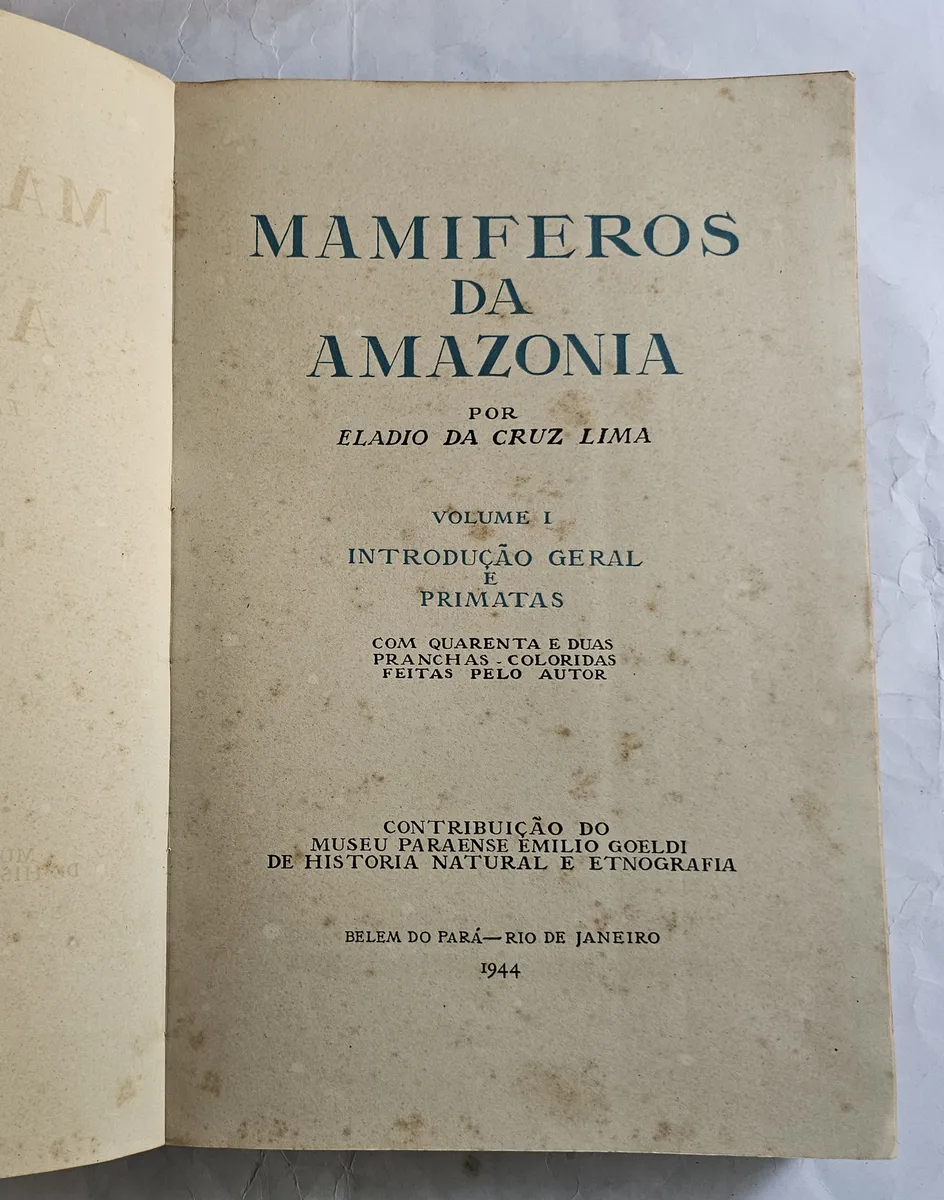 MAMIFEROS
DA
AMAZONIA
POR
ELADIO DA CRUZ LIMA
VOLUME I
INTRODUÇÃO GERAL
E
PRIMATAS
COM QUARENTA E DUAS
PRANCHAS - COLORIDAS
FEITAS PELO AUTOR
CONTRIBUIÇÃO DO
MUSEU PARAENSE EMILIO GOELDI
DE HISTORIA NATURAL E ETNOGRAFIA
BELEM DO PARÁ—RIO DE JANEIRO
1944